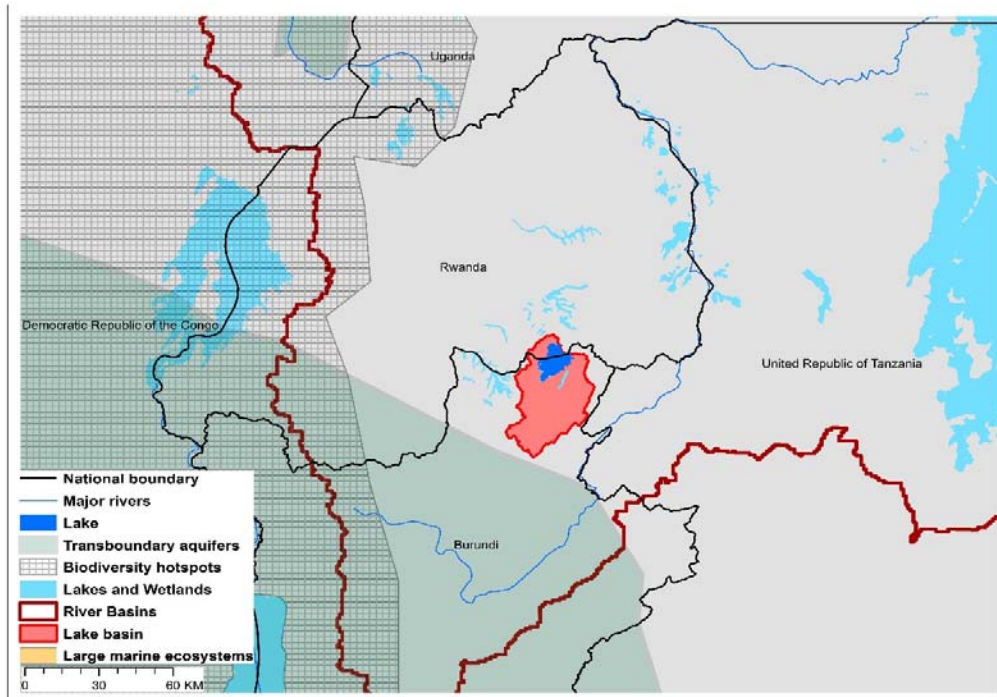 Uganda
Rwanda
Democratic Republic of the Congo
United Republic of Tanzania
Burundi
National boundary
Major rivers
Lake
Transboundary aquifers
Biodiversity hotspots
Lakes and Wetlands
River Basins
Lake basin
Large marine ecosystems
0 30 60 KM